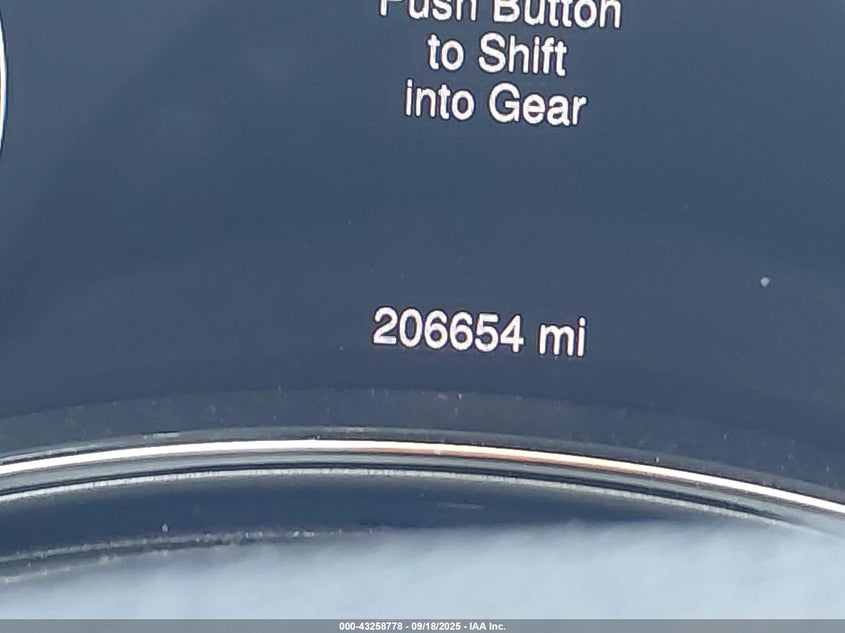 Push Button
to Shift
into Gear
206654 mi
000-43258778 - 09/18/2025 - IAA Inc.